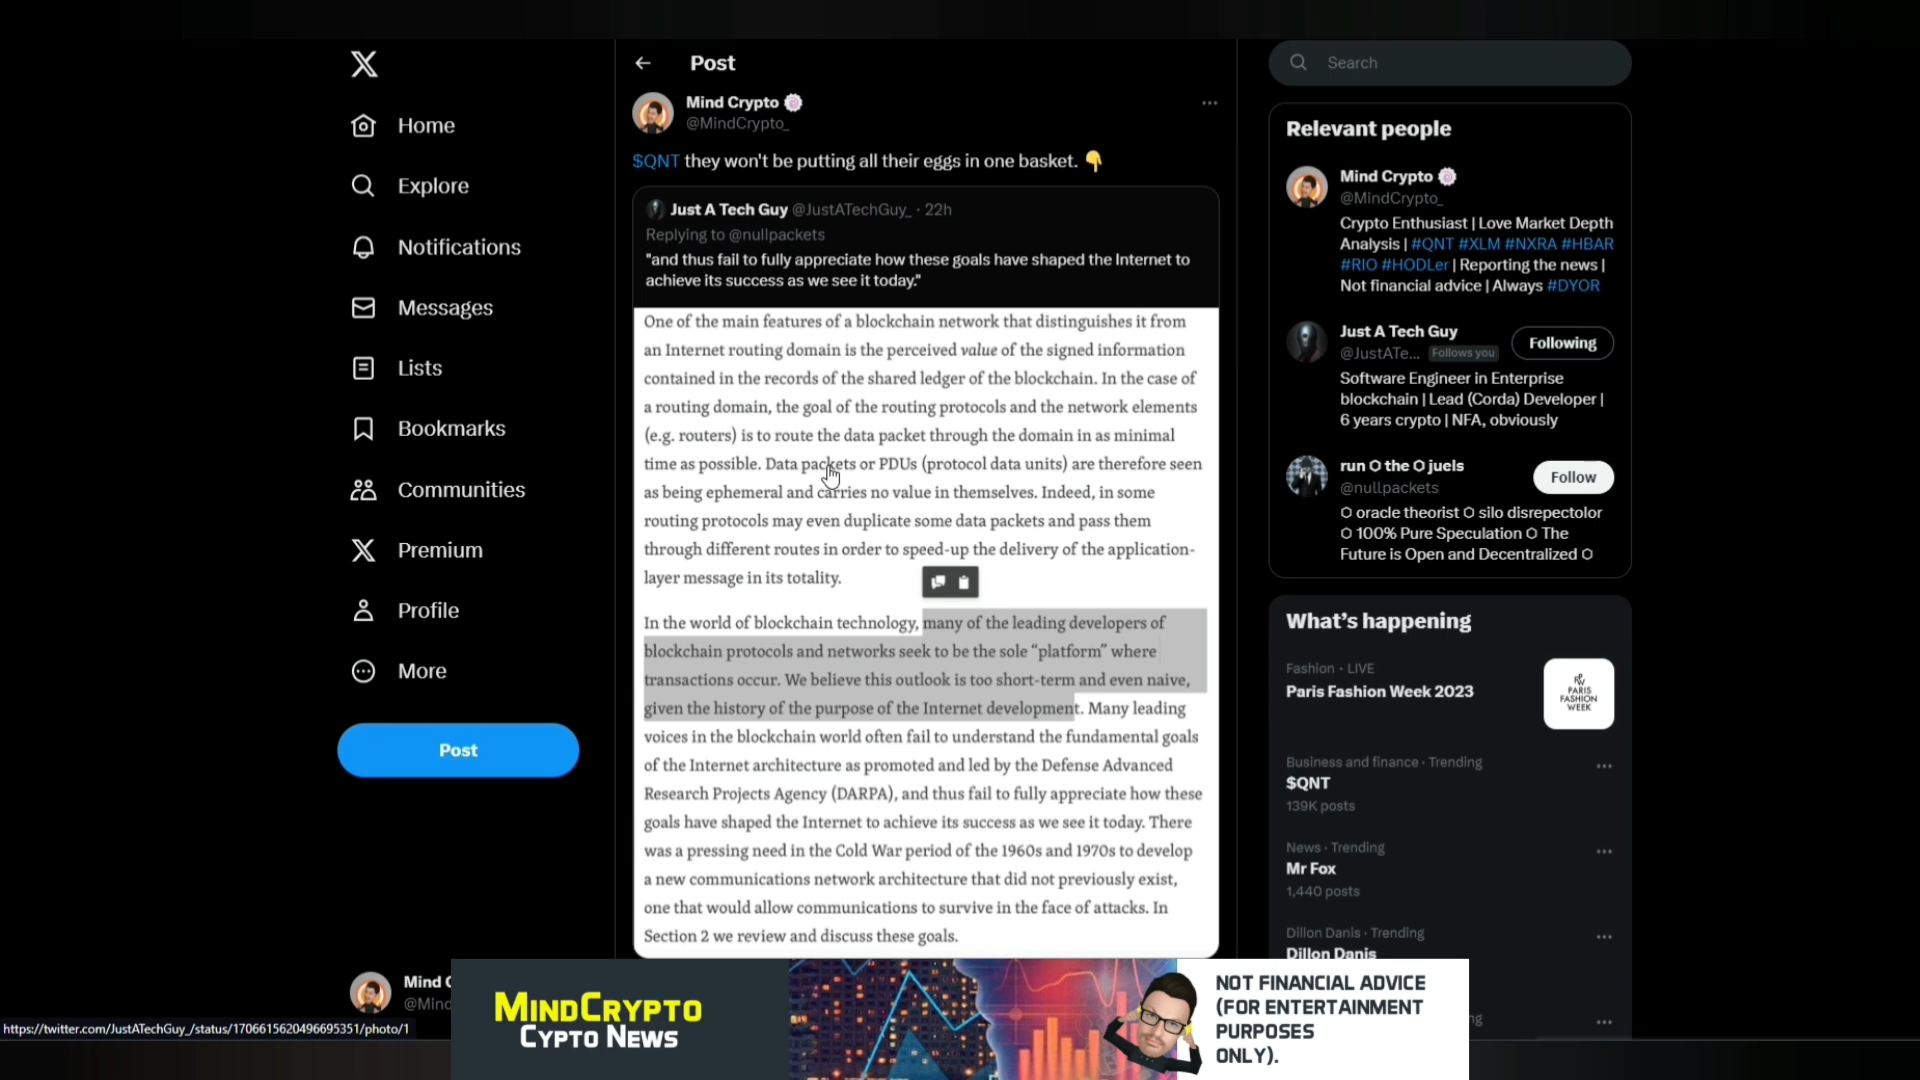 Home
Explore
Notifications
Messages
Lists
Bookmarks
Communities
Premium
Profile
More
Post
Mind C
@Mind
https://twitter.com/JustATechGuy_/status/1706615620496695351/photo/1
Post
Mind Crypto
@MindCrypto_
$QNT they won't be putting all their eggs in one basket. 👇
Just A Tech Guy @JustATechGuy_ · 22h
Replying to @nullpackets
"and thus fail to fully appreciate how these goals have shaped the Internet to
achieve its success as we see it today."
One of the main features of a blockchain network that distinguishes it from
an Internet routing domain is the perceived value of the signed information
contained in the records of the shared ledger of the blockchain. In the case of
a routing domain, the goal of the routing protocols and the network elements
(e.g. routers) is to route the data packet through the domain in as minimal
time as possible. Data packets or PDUs (protocol data units) are therefore seen
as being ephemeral and carries no value in themselves. Indeed, in some
routing protocols may even duplicate some data packets and pass them
through different routes in order to speed-up the delivery of the application-
layer message in its totality.
In the world of blockchain technology, many of the leading developers of
blockchain protocols and networks seek to be the sole “platform” where
transactions occur. We believe this outlook is too short-term and even naive,
given the history of the purpose of the Internet development. Many leading
voices in the blockchain world often fail to understand the fundamental goals
of the Internet architecture as promoted and led by the Defense Advanced
Research Projects Agency (DARPA), and thus fail to fully appreciate how these
goals have shaped the Internet to achieve its success as we see it today. There
was a pressing need in the Cold War period of the 1960s and 1970s to develop
a new communications network architecture that did not previously exist,
one that would allow communications to survive in the face of attacks. In
Section 2 we review and discuss these goals.
Search
Relevant people
Mind Crypto
@MindCrypto_
Crypto Enthusiast | Love Market Depth
Analysis | #QNT #XLM #NXRA #HBAR
#RIO #HODLer | Reporting the news |
Not financial advice | Always #DYOR
Just A Tech Guy
@JustATe... Follows you
Following
Software Engineer in Enterprise
blockchain | Lead (Corda) Developer |
6 years crypto | NFA, obviously
run ⬡ the ⬡ juels
@nullpackets
Follow
⬡ oracle theorist ⬡ silo disrepectolor
⬡ 100% Pure Speculation ⬡ The
Future is Open and Decentralized ⬡
What’s happening
Fashion · LIVE
Paris Fashion Week 2023
PARIS
FASHION
WEEK
Business and finance · Trending
$QNT
139K posts
News · Trending
Mr Fox
1,440 posts
Dillon Danis · Trending
Dillon Danis
ng
MINDCRYPTO
CYPTO NEWS
NOT FINANCIAL ADVICE
(FOR ENTERTAINMENT
PURPOSES
ONLY).